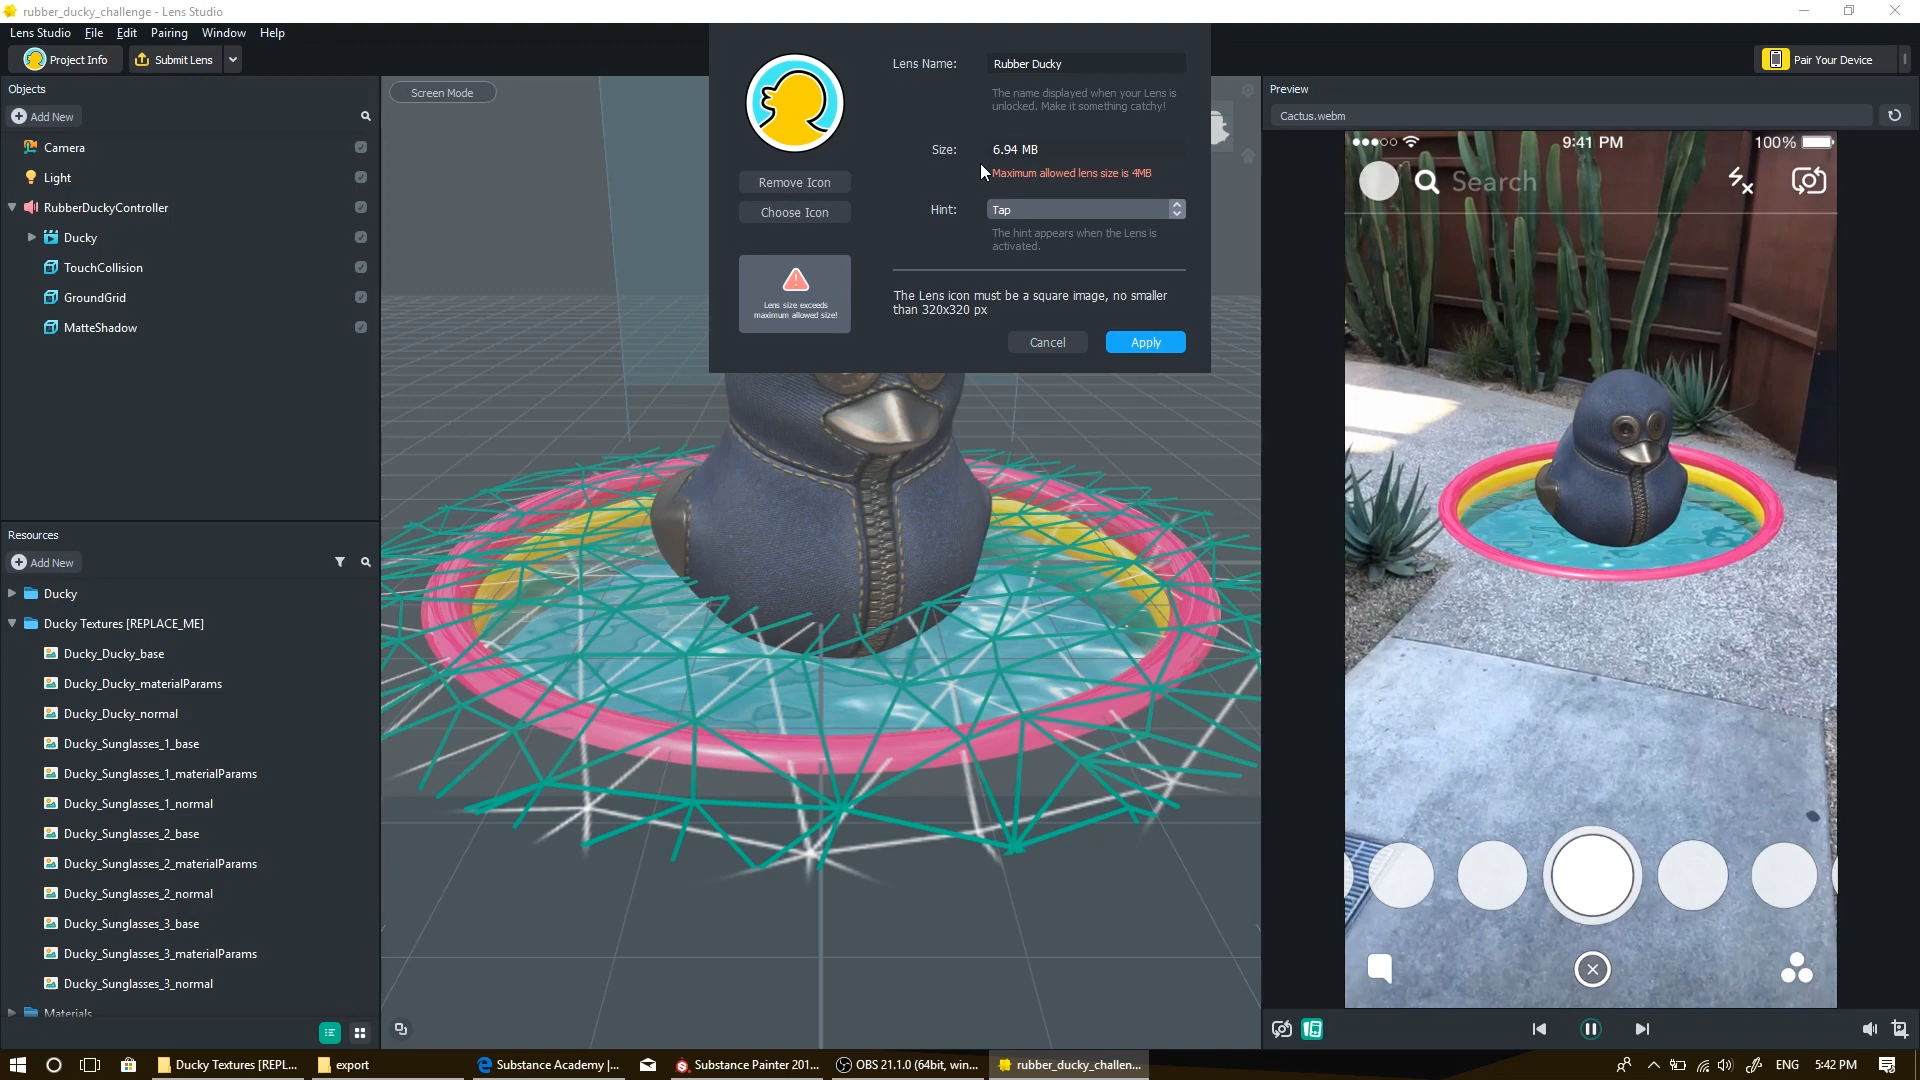 rubber_ducky_challenge - Lens Studio
Lens Studio File Edit Pairing Window Help
Project Info
Submit Lens
Pair Your Device
Objects
Add New
Camera
Light
RubberDuckyController
Ducky
TouchCollision
GroundGrid
MatteShadow
Resources
Add New
Ducky
Ducky Textures [REPLACE_ME]
Ducky_Ducky_base
Ducky_Ducky_materialParams
Ducky_Ducky_normal
Ducky_Sunglasses_1_base
Ducky_Sunglasses_1_materialParams
Ducky_Sunglasses_1_normal
Ducky_Sunglasses_2_base
Ducky_Sunglasses_2_materialParams
Ducky_Sunglasses_2_normal
Ducky_Sunglasses_3_base
Ducky_Sunglasses_3_materialParams
Ducky_Sunglasses_3_normal
Materials
Screen Mode
Lens Name: Rubber Ducky
The name displayed when your Lens is
unlocked. Make it something catchy!
Size: 6.94 MB
Maximum allowed lens size is 4MB
Remove Icon
Choose Icon
Hint: Tap
The hint appears when the Lens is
activated.
Lens size exceeds
maximum allowed size!
The Lens icon must be a square image, no smaller
than 320x320 px
Cancel Apply
Preview
Cactus.webm
9:41 PM 100%
Search
Ducky Textures [REPL...
export
Substance Academy |...
Substance Painter 201...
OBS 21.1.0 (64bit, win...
rubber_ducky_challen...
ENG 5:42 PM